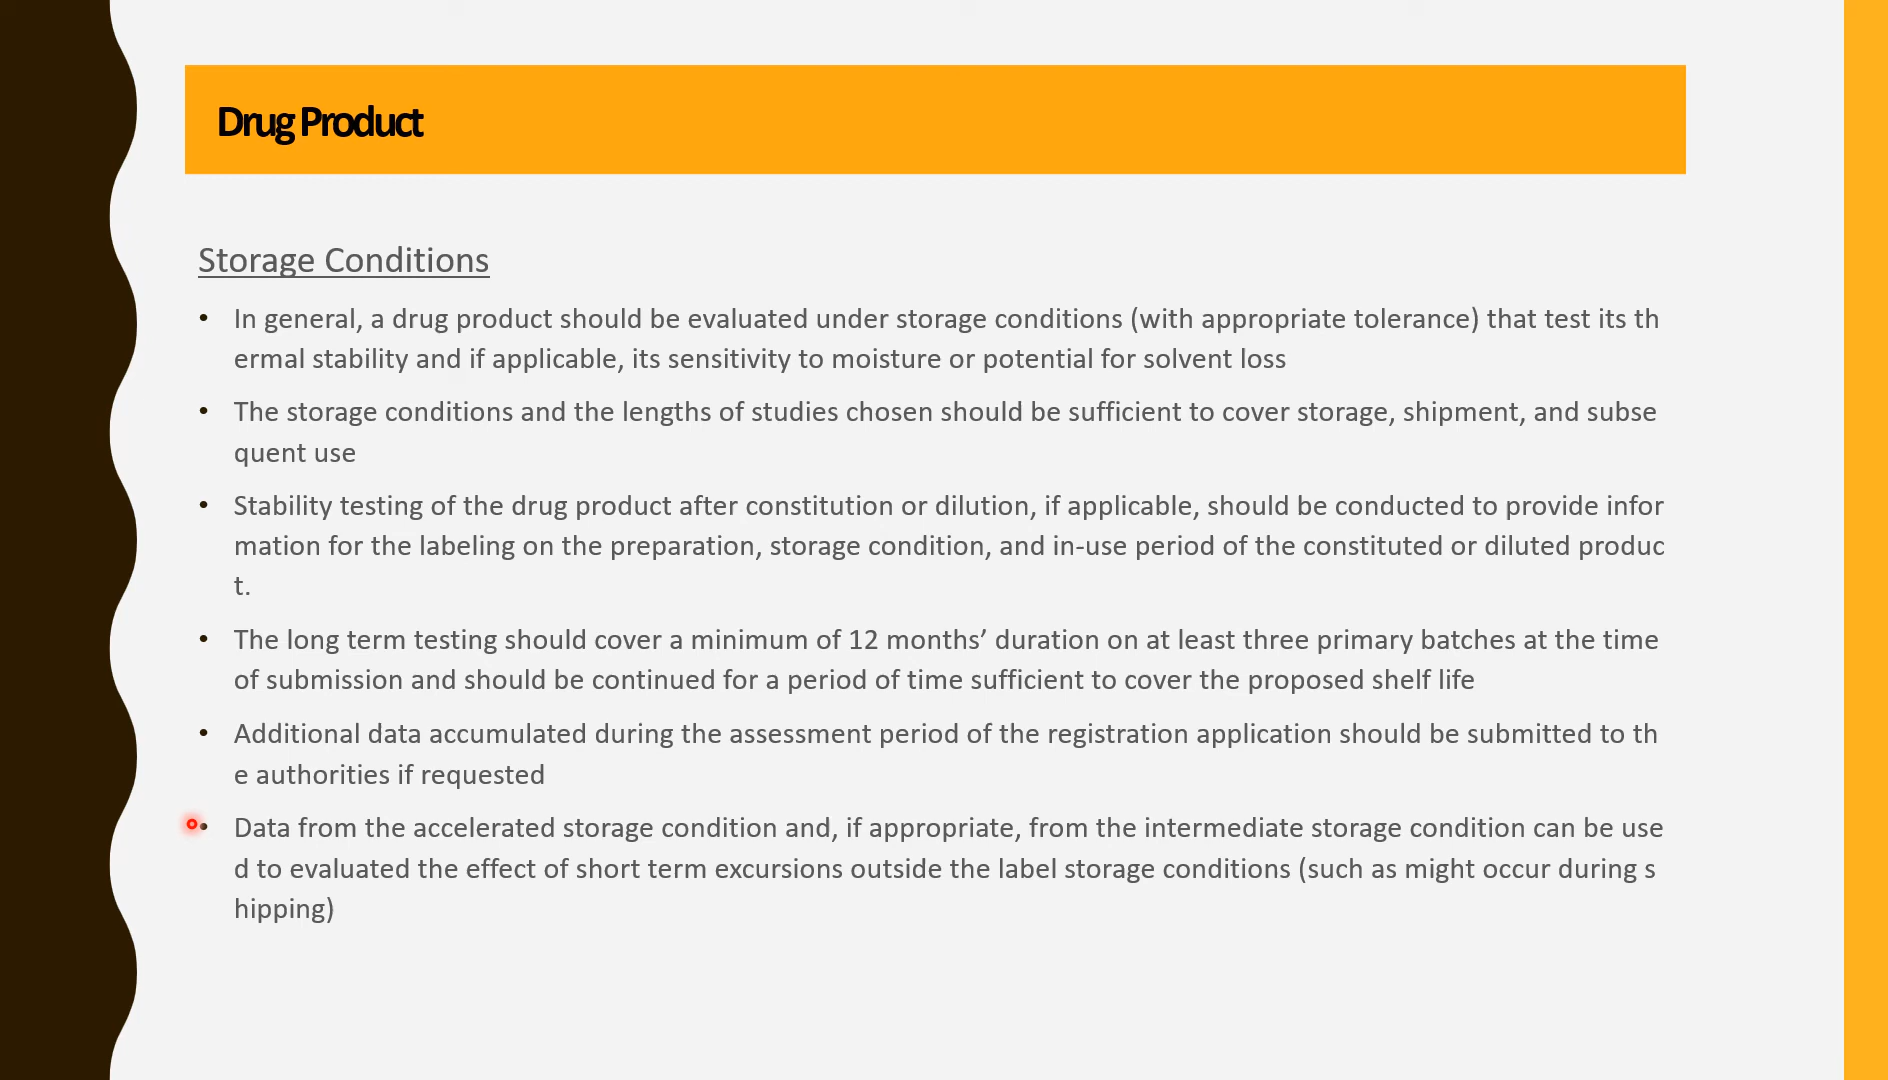 Drug Product
Storage Conditions
• In general, a drug product should be evaluated under storage conditions (with appropriate tolerance) that test its th
ermal stability and if applicable, its sensitivity to moisture or potential for solvent loss
• The storage conditions and the lengths of studies chosen should be sufficient to cover storage, shipment, and subse
quent use
• Stability testing of the drug product after constitution or dilution, if applicable, should be conducted to provide infor
mation for the labeling on the preparation, storage condition, and in-use period of the constituted or diluted produc
t.
• The long term testing should cover a minimum of 12 months’ duration on at least three primary batches at the time
of submission and should be continued for a period of time sufficient to cover the proposed shelf life
• Additional data accumulated during the assessment period of the registration application should be submitted to th
e authorities if requested
• Data from the accelerated storage condition and, if appropriate, from the intermediate storage condition can be use
d to evaluated the effect of short term excursions outside the label storage conditions (such as might occur during s
hipping)